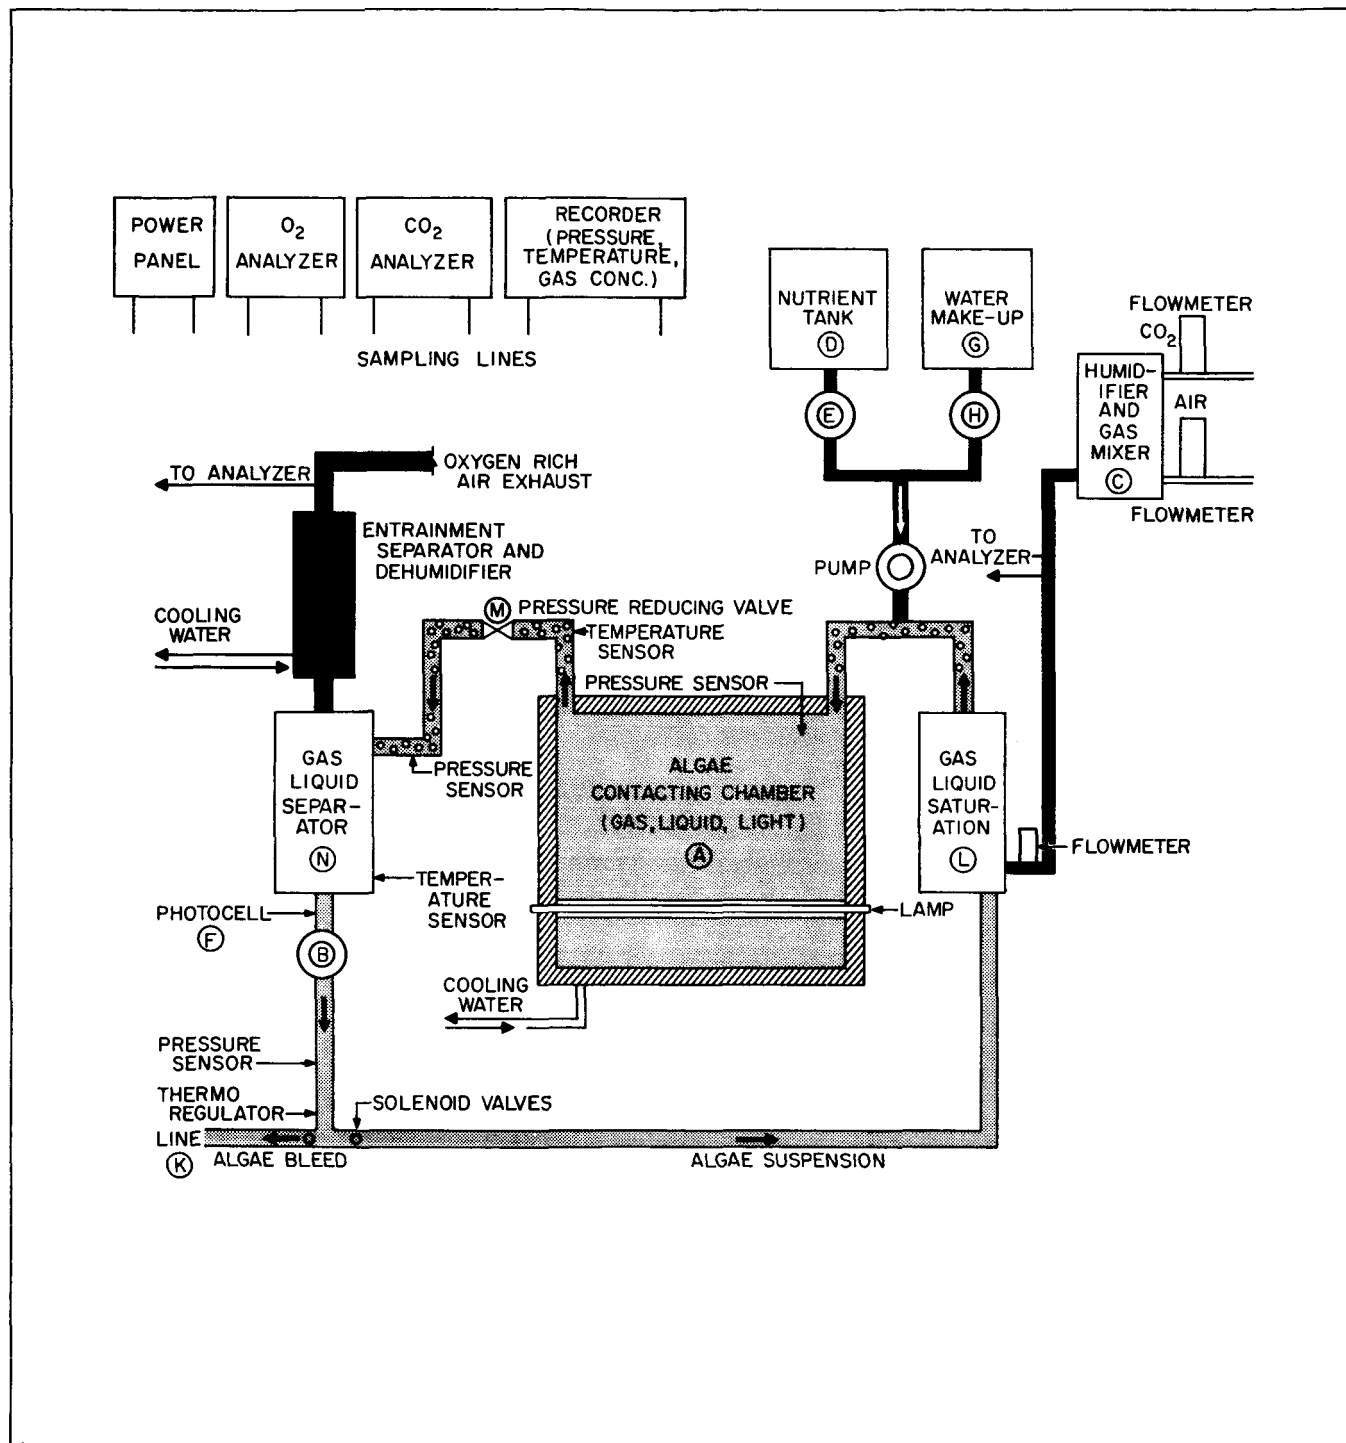 POWER
PANEL
O2
ANALYZER
CO2
ANALYZER
RECORDER
(PRESSURE,
TEMPERATURE,
GAS CONC.)
SAMPLING LINES
NUTRIENT
TANK
D
WATER
MAKE-UP
G
E
H
FLOWMETER
CO2
HUMID-
IFIER
AND
GAS
MIXER
C
AIR
FLOWMETER
TO ANALYZER
OXYGEN RICH
AIR EXHAUST
ENTRAINMENT
SEPARATOR AND
DEHUMIDIFIER
COOLING
WATER
PUMP
TO
ANALYZER
M PRESSURE REDUCING VALVE
TEMPERATURE
SENSOR
PRESSURE SENSOR
GAS
LIQUID
SEPAR-
ATOR
N
PRESSURE
SENSOR
ALGAE
CONTACTING CHAMBER
(GAS, LIQUID, LIGHT)
A
GAS
LIQUID
SATUR-
ATION
L
FLOWMETER
TEMPER-
ATURE
SENSOR
LAMP
PHOTOCELL
F
B
COOLING
WATER
PRESSURE
SENSOR
THERMO
REGULATOR
SOLENOID VALVES
LINE
K
ALGAE BLEED
ALGAE SUSPENSION